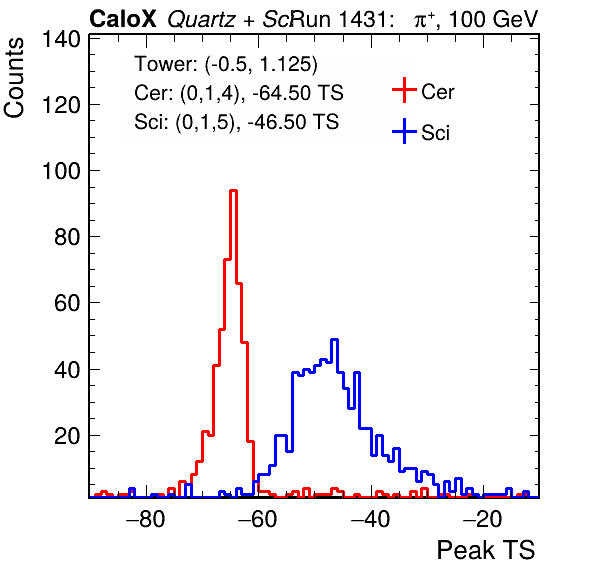 CaloX Quartz + ScRun 1431: π⁺, 100 GeV
Counts
140
120
100
80
60
40
20
Tower: (-0.5, 1.125)
Cer: (0,1,4), -64.50 TS
Sci: (0,1,5), -46.50 TS
Cer
Sci
−80 −60 −40 −20
Peak TS